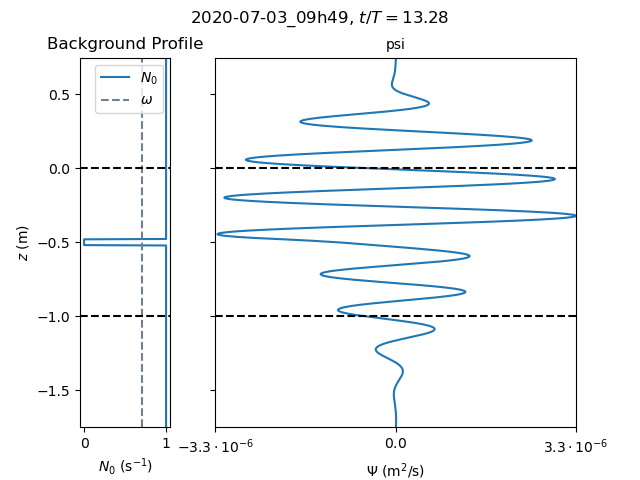 2020-07-03_09h49, t/T = 13.28
Background Profile
psi
N₀
ω
0.5
0.0
−0.5
−1.0
−1.5
z (m)
0
1
N₀ (s⁻¹)
−3.3 · 10⁻⁶
0.0
3.3 · 10⁻⁶
Ψ (m²/s)